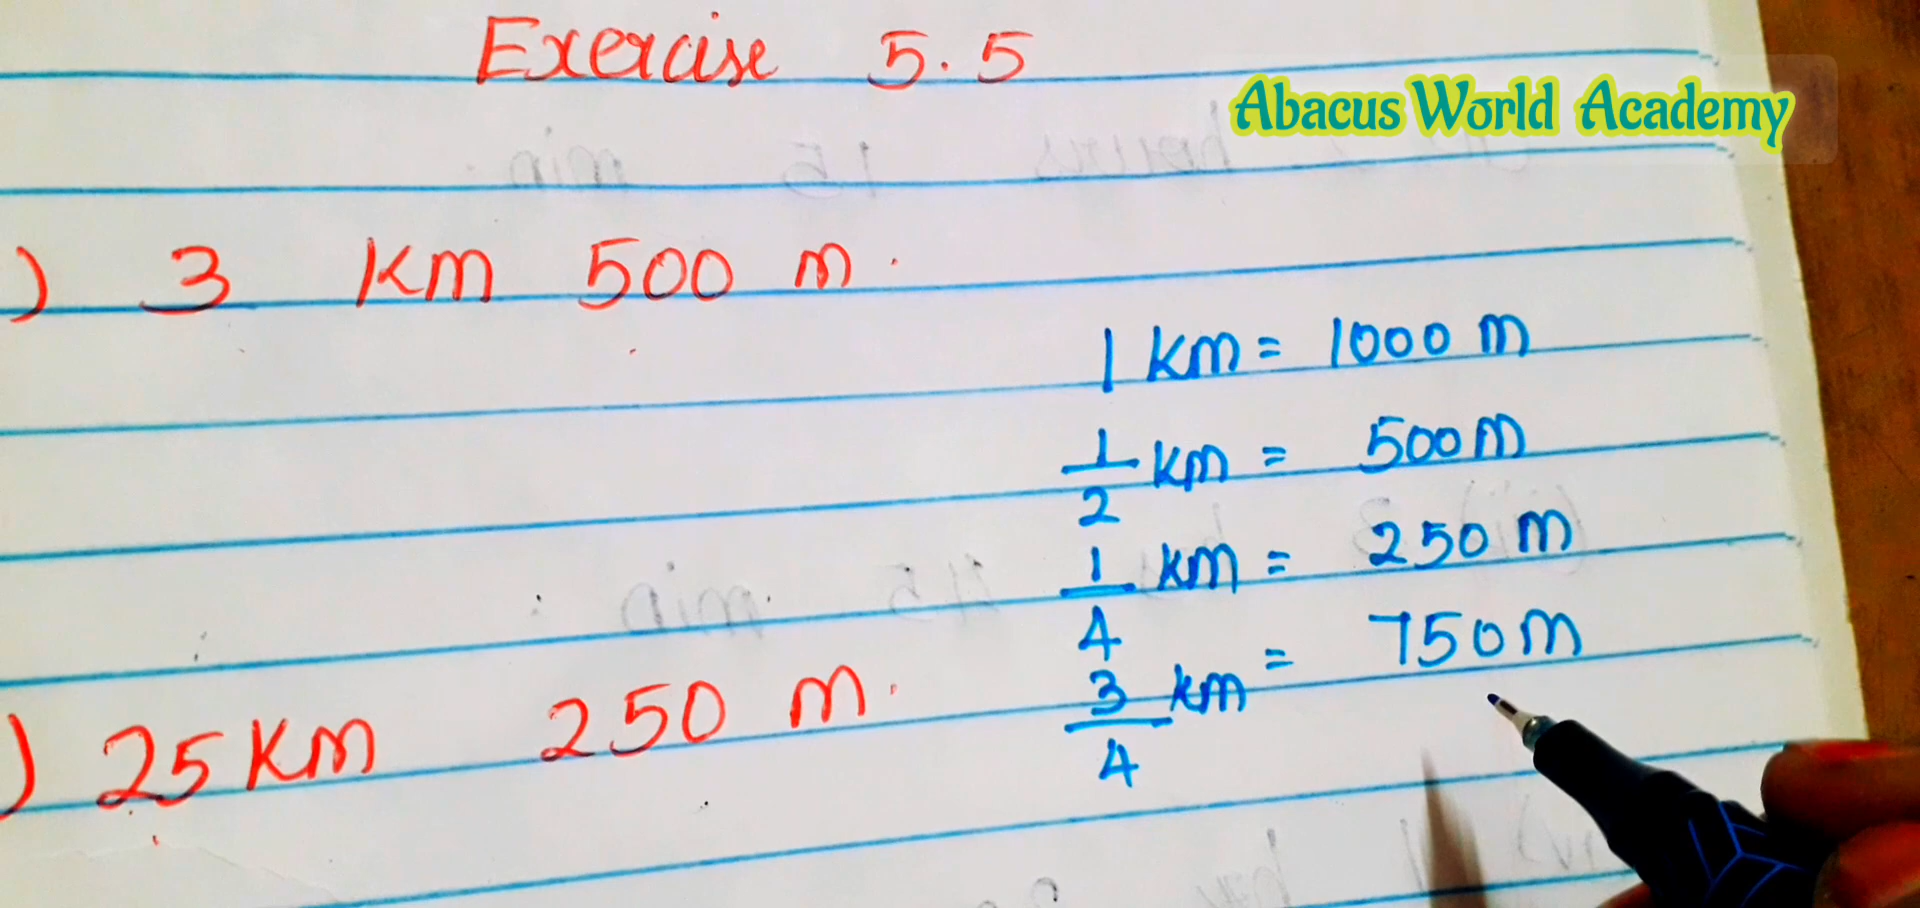 Exercise 5.5
Abacus World Academy
) 3 Km 500 m.
1 km = 1000 m
1/2 km = 500 m
1/4 km = 250 m
3/4 km = 750 m
) 25 Km 250 m.